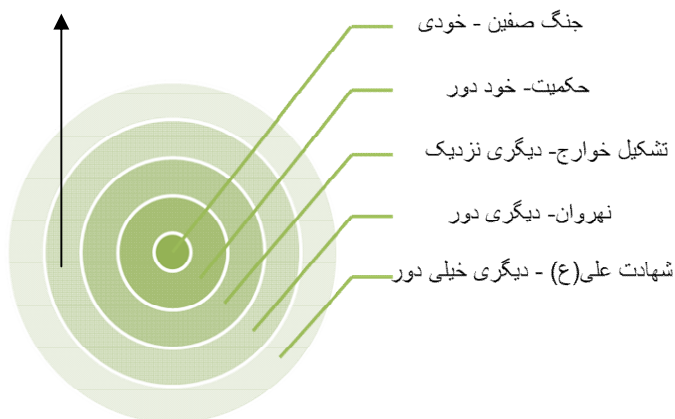 جنگ صفین - خودی
حکمیت- خود دور
تشکیل خوارج- دیگری نزدیک
نهروان- دیگری دور
شهادت علی(ع) - دیگری خیلی دور